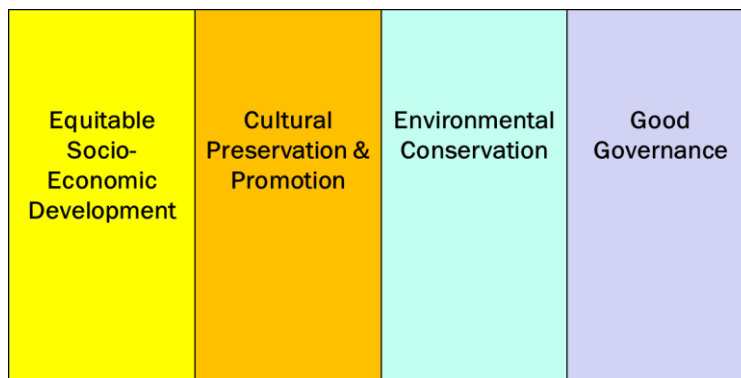 Equitable
Socio-
Economic
Development
Cultural
Preservation &
Promotion
Environmental
Conservation
Good
Governance